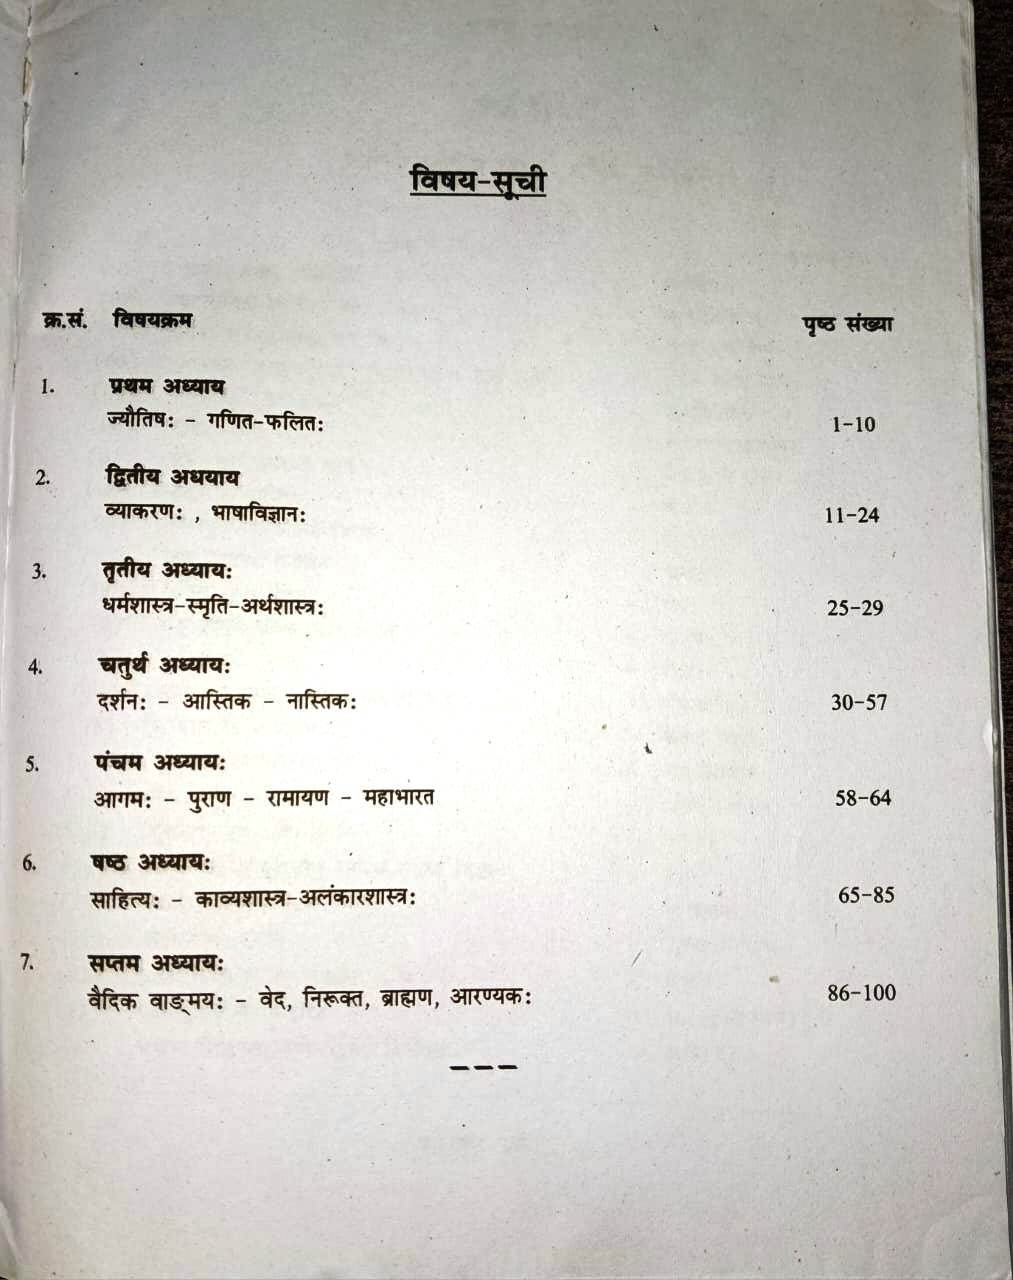 विषय-सूची
क्र.सं. विषयक्रम पृष्ठ संख्या
1. प्रथम अध्याय
ज्यौतिषः - गणित-फलितः 1-10
2. द्वितीय अधयाय
व्याकरणः , भाषाविज्ञानः 11-24
3. तृतीय अध्यायः
धर्मशास्त्र-स्मृति-अर्थशास्त्रः 25-29
4. चतुर्थ अध्यायः
दर्शनः - आस्तिक - नास्तिकः 30-57
5. पंचम अध्यायः
आगमः - पुराण - रामायण - महाभारत 58-64
6. षष्ठ अध्यायः
साहित्यः - काव्यशास्त्र-अलंकारशास्त्रः 65-85
7. सप्तम अध्यायः
वैदिक वाङ्मयः - वेद, निरूक्त, ब्राह्मण, आरण्यकः 86-100
---